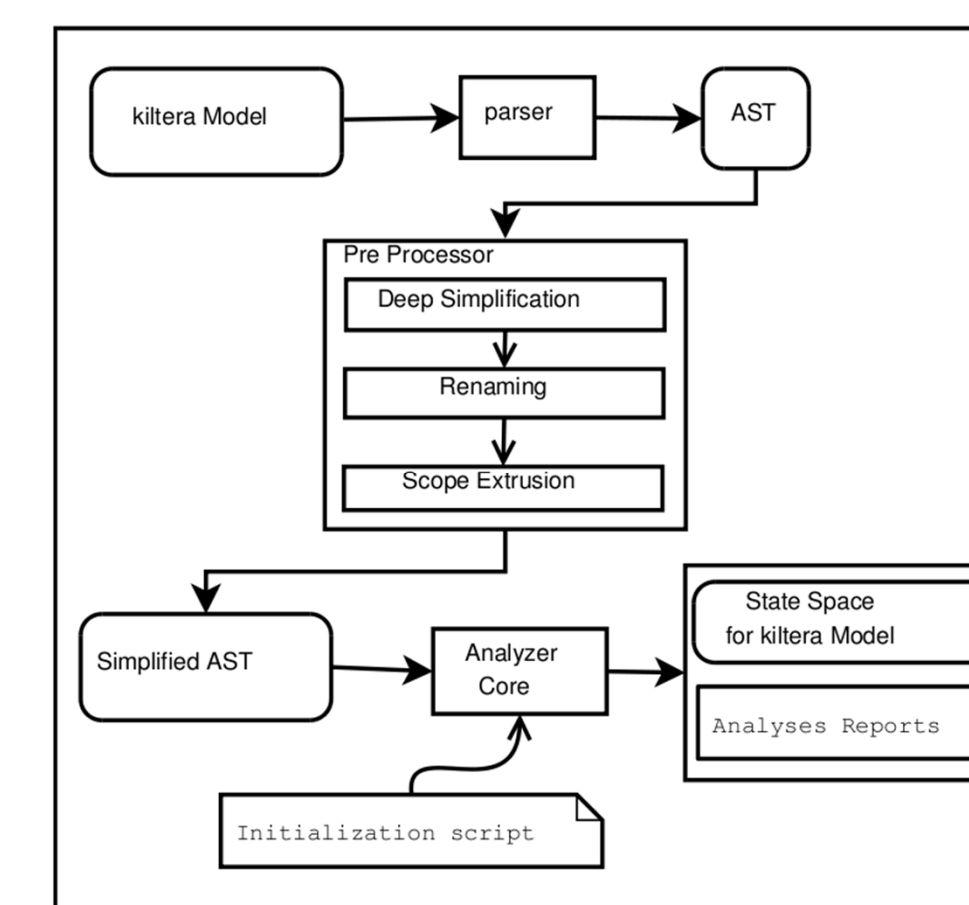 kiltera Model
parser
AST
Pre Processor
Deep Simplification
Renaming
Scope Extrusion
Simplified AST
Analyzer
Core
State Space
for kiltera Model
Analyses Reports
Initialization script